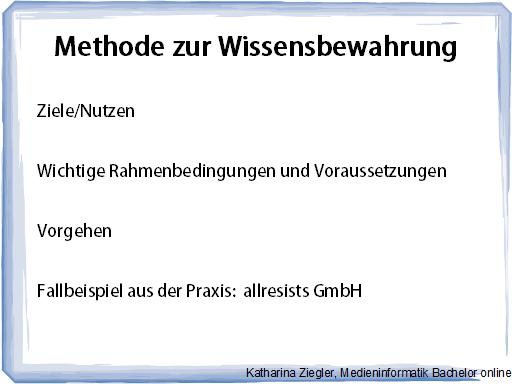 Methode zur Wissensbewahrung
Ziele/Nutzen
Wichtige Rahmenbedingungen und Voraussetzungen
Vorgehen
Fallbeispiel aus der Praxis: allresists GmbH
Katharina Ziegler, Medieninformatik Bachelor online